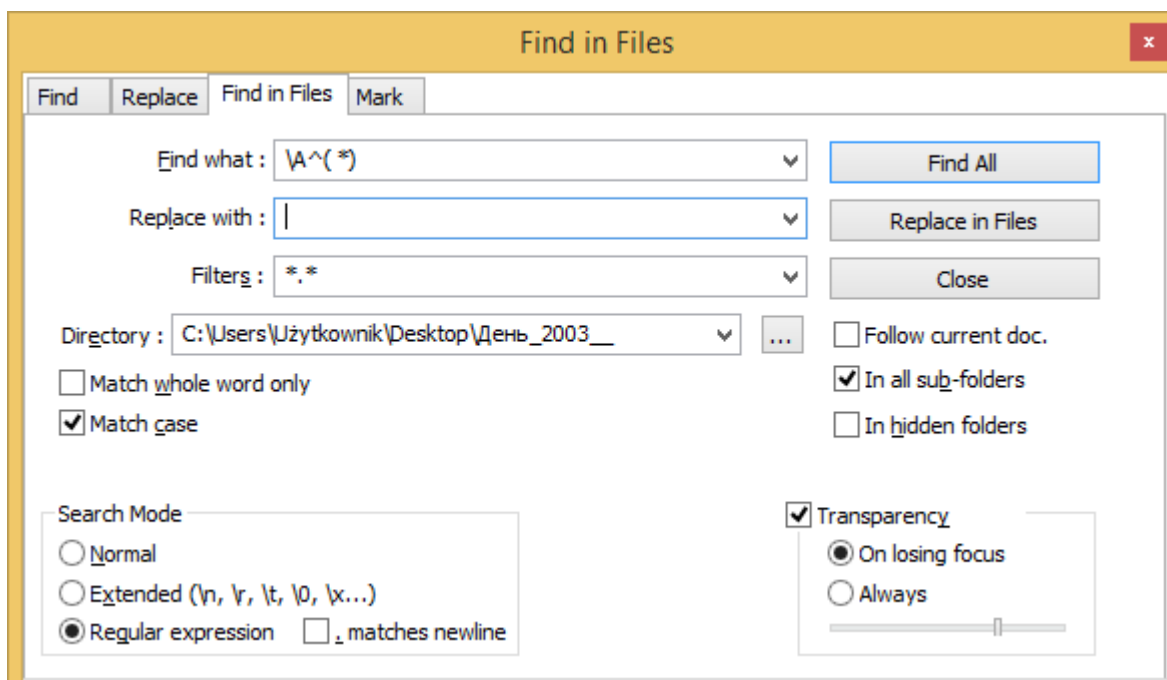 Find in Files
x
Find Replace Find in Files Mark
Find what : \A^( *) Find All
Replace with : Replace in Files
Filters : *.* Close
Directory : C:\Users\Użytkownik\Desktop\День_2003__ ... Follow current doc.
Match whole word only In all sub-folders
Match case In hidden folders
Search Mode Transparency
Normal On losing focus
Extended (\n, \r, \t, \0, \x...) Always
Regular expression . matches newline